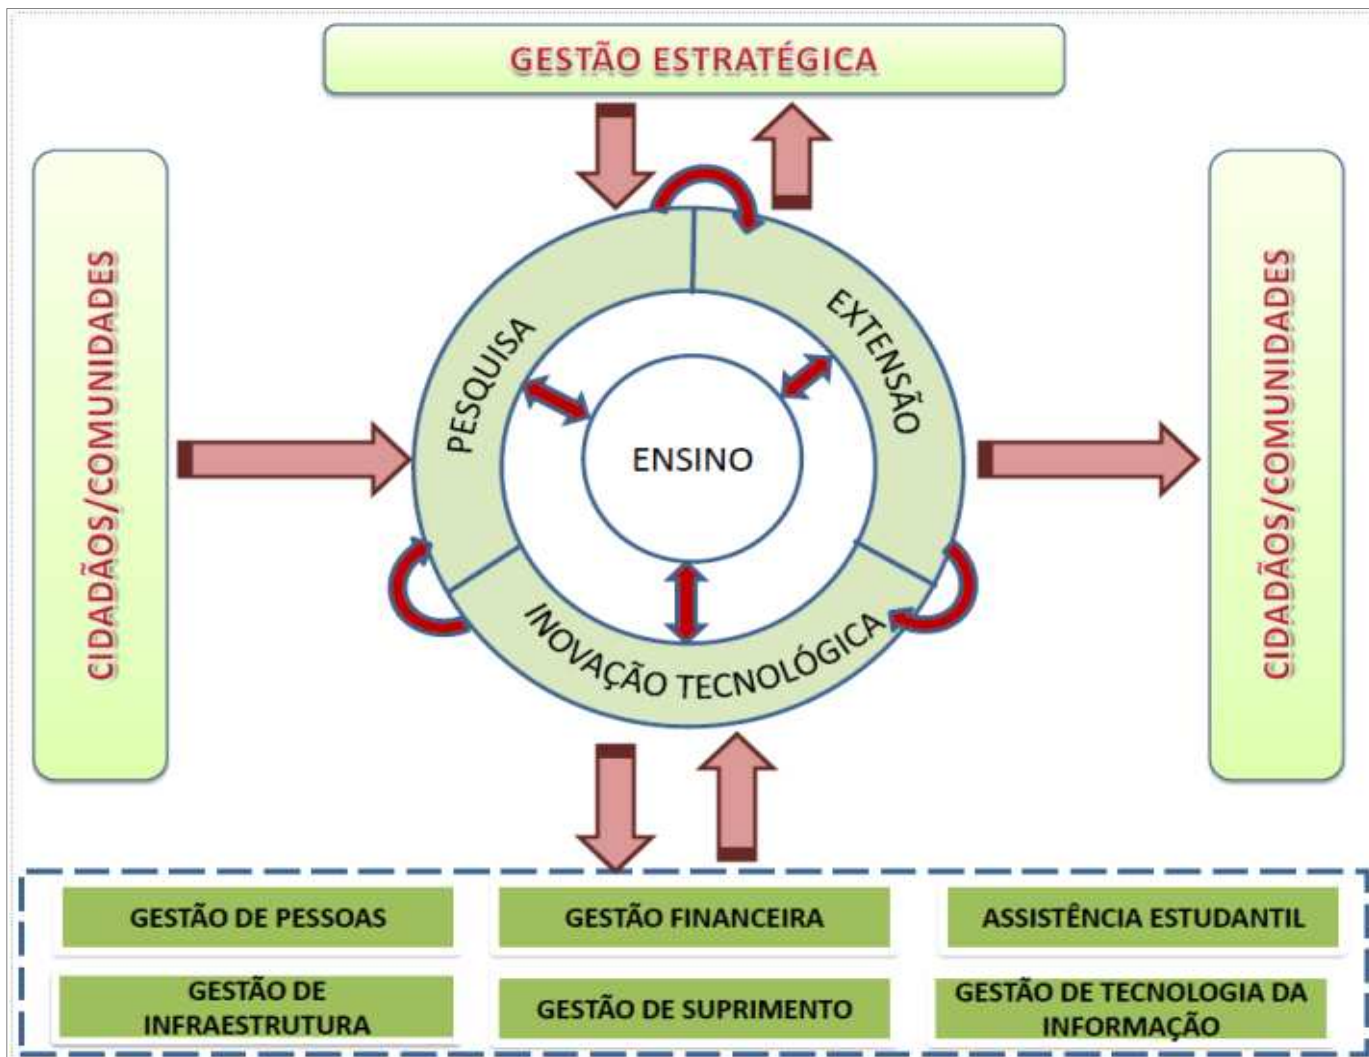 GESTÃO ESTRATÉGICA
CIDADÃOS/COMUNIDADES
PESQUISA
EXTENSÃO
ENSINO
INOVAÇÃO TECNOLÓGICA
CIDADÃOS/COMUNIDADES
GESTÃO DE PESSOAS
GESTÃO FINANCEIRA
ASSISTÊNCIA ESTUDANTIL
GESTÃO DE
INFRAESTRUTURA
GESTÃO DE SUPRIMENTO
GESTÃO DE TECNOLOGIA DA
INFORMAÇÃO